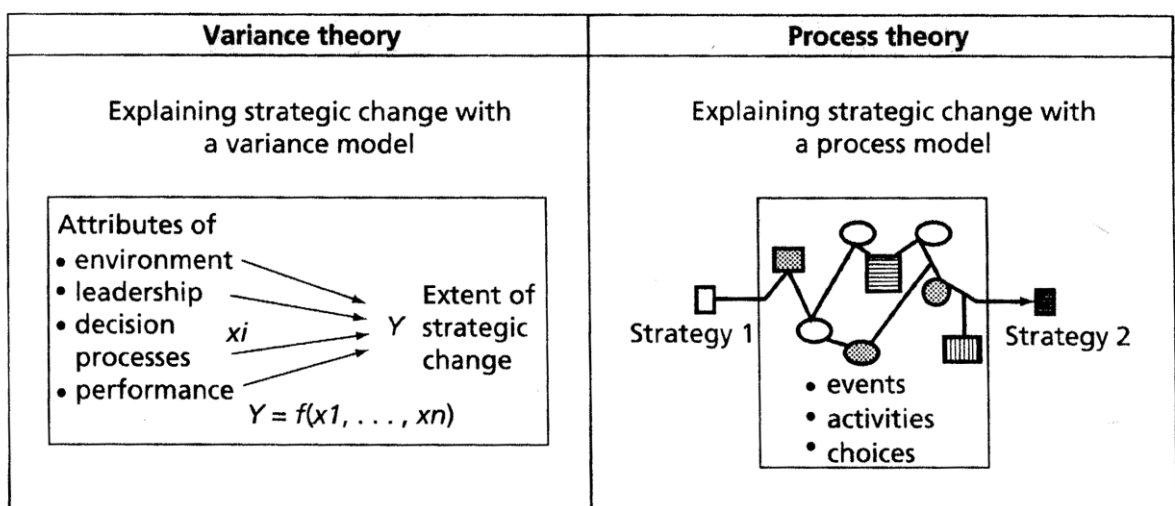 Variance theory
Process theory
Explaining strategic change with
a variance model
Explaining strategic change with
a process model
Attributes of
• environment
• leadership
• decision
processes
• performance
xi
Y
Extent of
strategic
change
Y = f(x1, . . . , xn)
Strategy 1
Strategy 2
• events
• activities
• choices